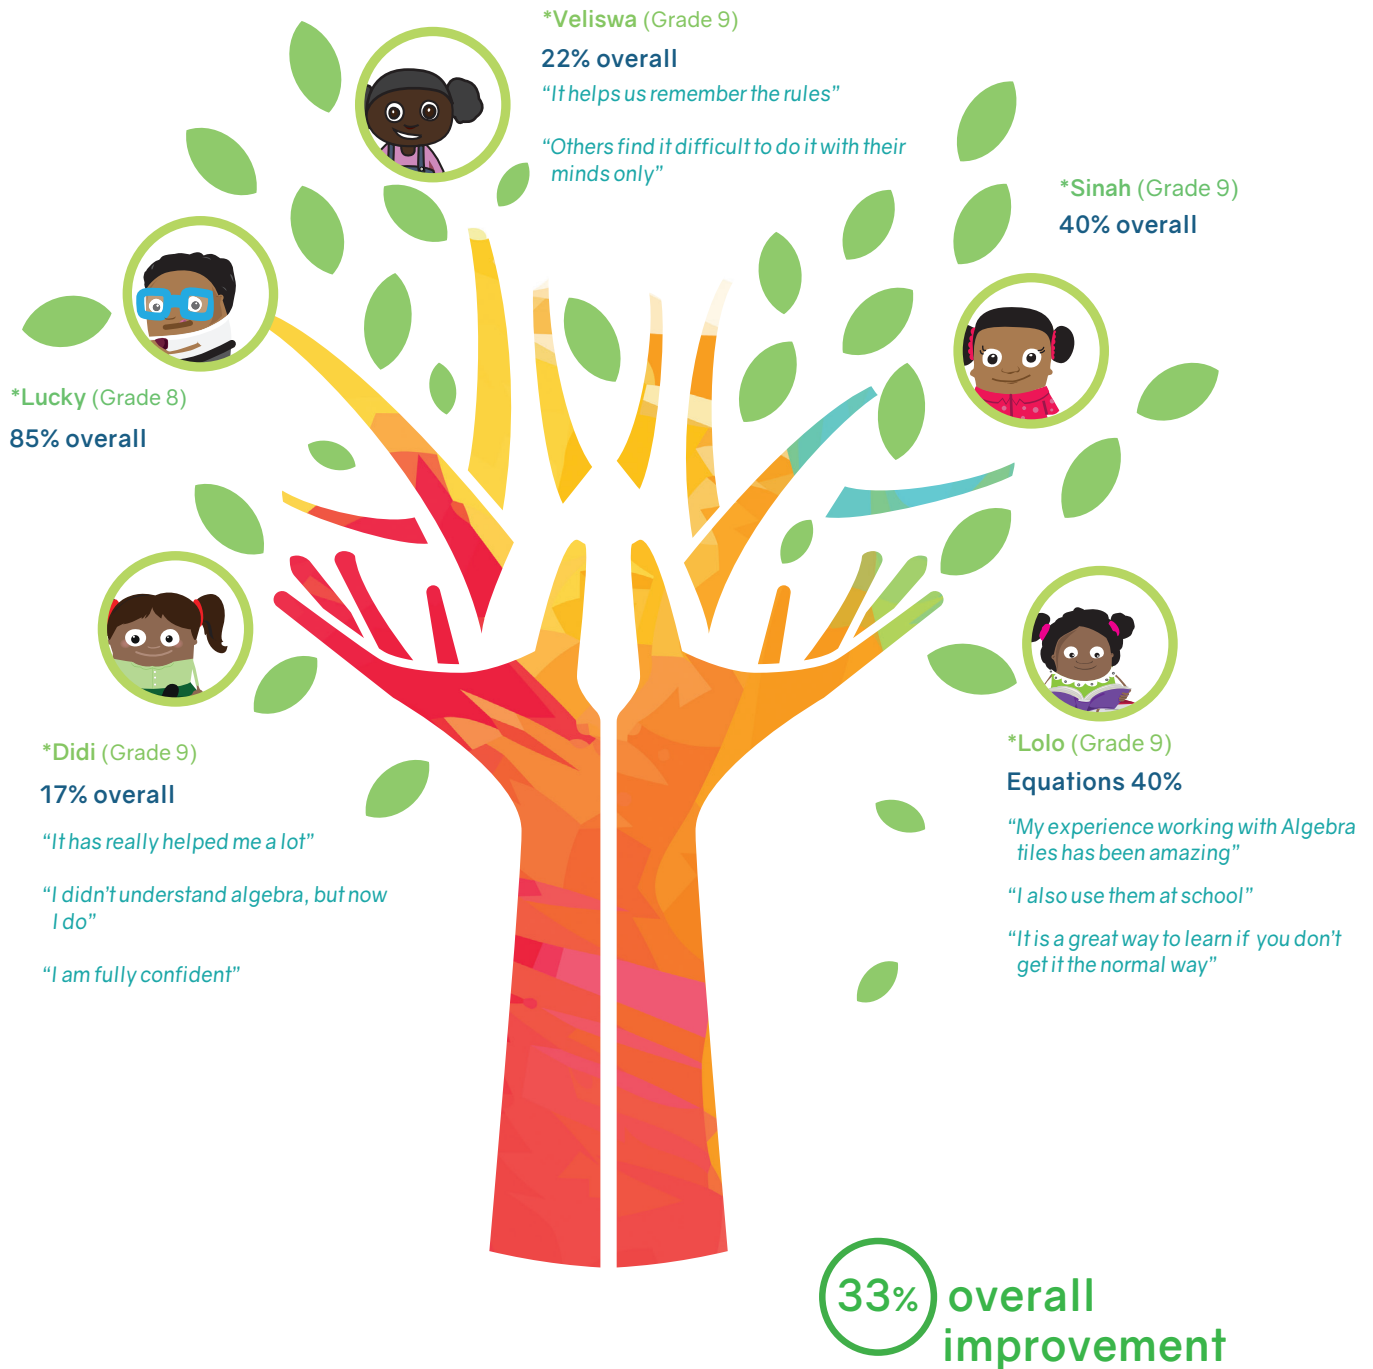 *Veliswa (Grade 9)
22% overall
“It helps us remember the rules”
“Others find it difficult to do it with their
minds only”
*Sinah (Grade 9)
40% overall
*Lucky (Grade 8)
85% overall
*Didi (Grade 9)
17% overall
“It has really helped me a lot”
“I didn’t understand algebra, but now
I do”
“I am fully confident”
*Lolo (Grade 9)
Equations 40%
“My experience working with Algebra
tiles has been amazing”
“I also use them at school”
“It is a great way to learn if you don’t
get it the normal way”
33% overall
improvement